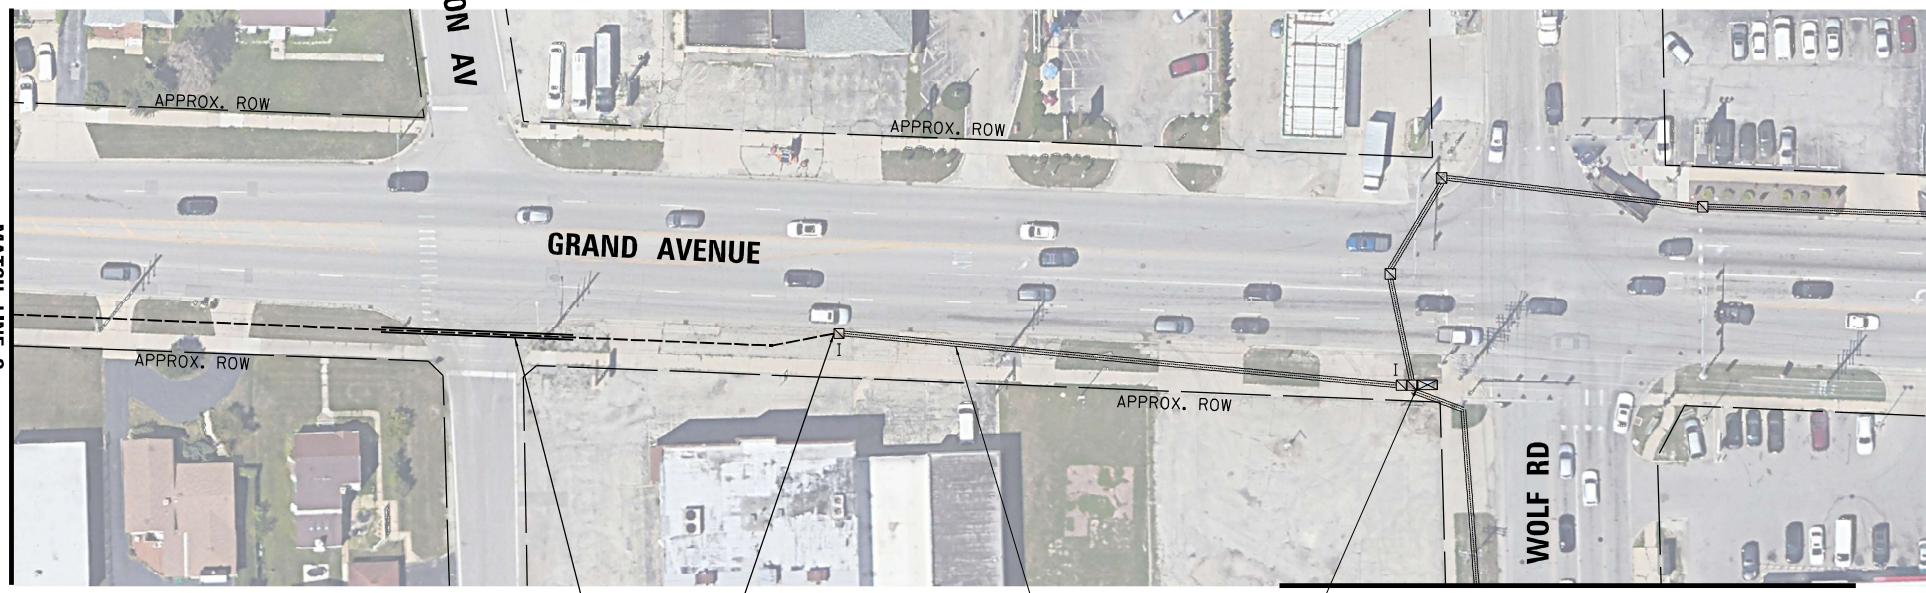 ON AV
APPROX. ROW
APPROX. ROW
GRAND AVENUE
I
I
APPROX. ROW
APPROX. ROW
WOLF RD